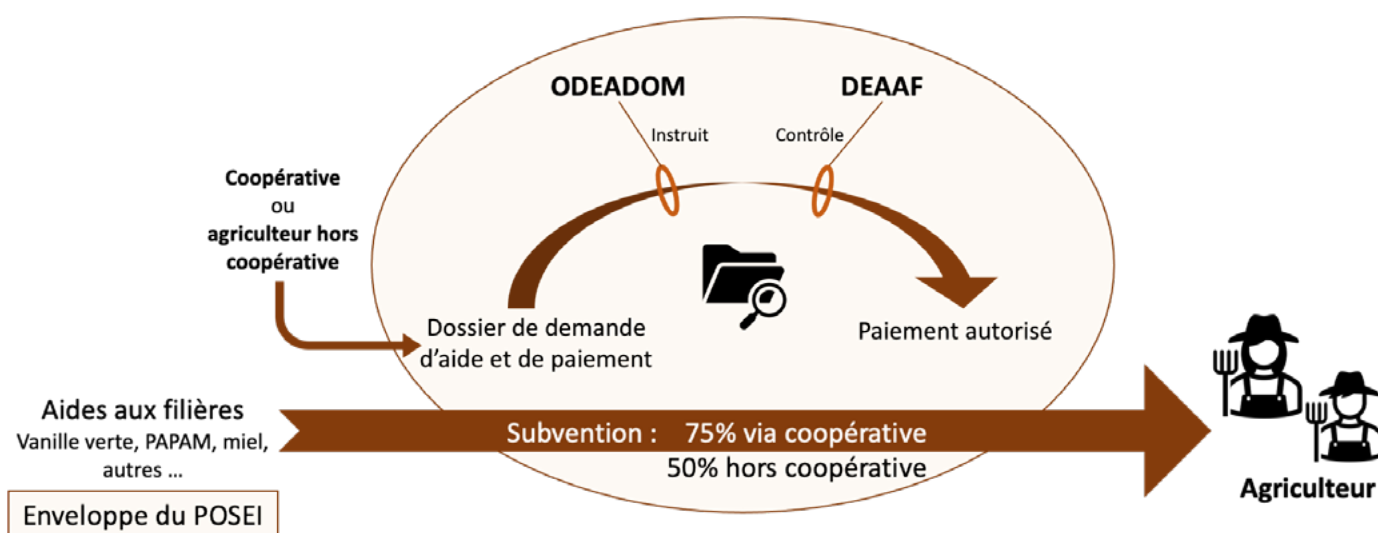 ODEADOM
DEAAF
Instruit
Contrôle
Coopérative
ou
agriculteur hors
coopérative
Dossier de demande
d'aide et de paiement
Paiement autorisé
Aides aux filières
Vanille verte, PAPAM, miel,
autres ...
Enveloppe du POSEI
Subvention : 75% via coopérative
50% hors coopérative
Agriculteur